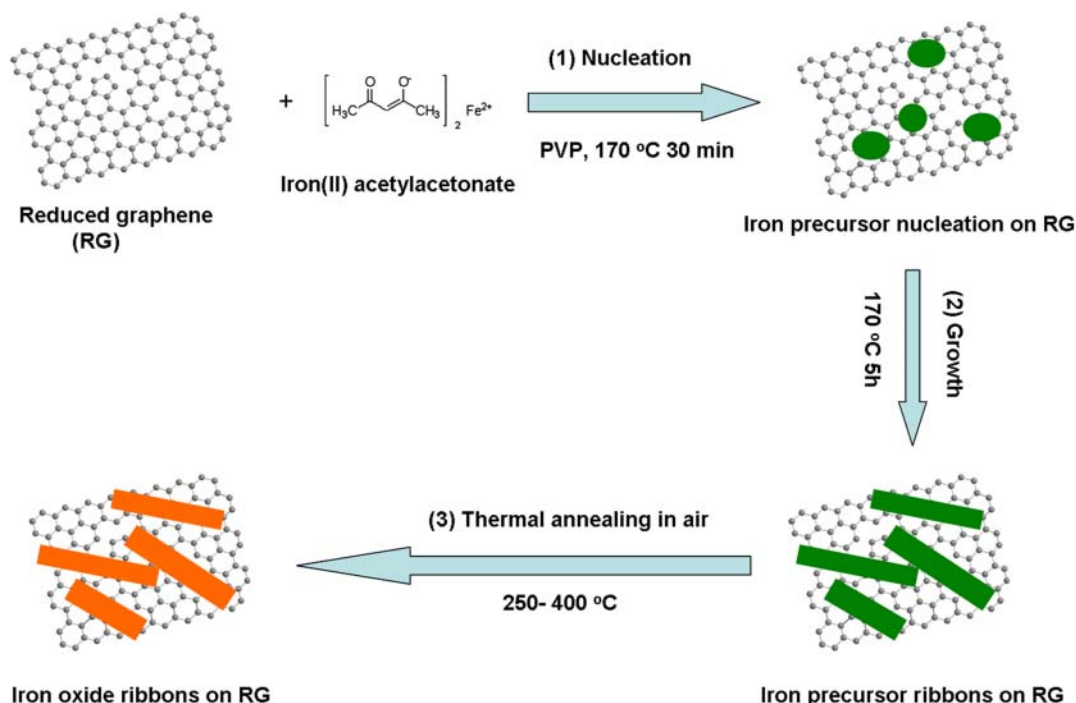 (1) Nucleation
+
O
O-
H₃C
CH₃
2
Fe²⁺
PVP, 170 ºC 30 min
Iron(II) acetylacetonate
Reduced graphene
(RG)
Iron precursor nucleation on RG
(2) Growth
170 ºC 5h
(3) Thermal annealing in air
250- 400 ºC
Iron oxide ribbons on RG
Iron precursor ribbons on RG